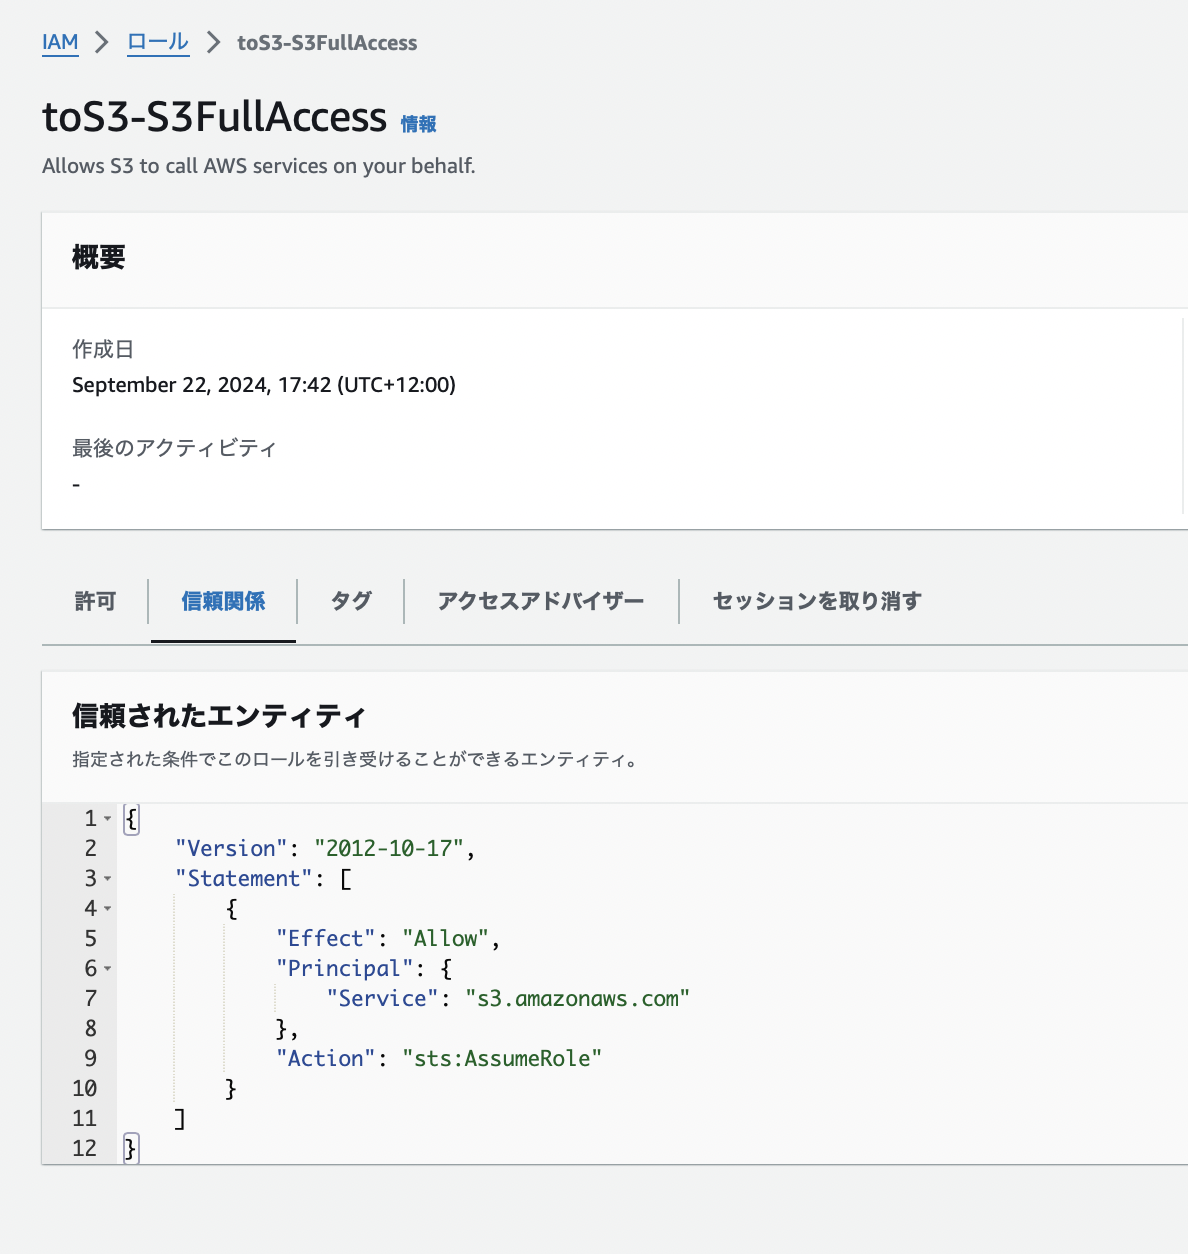 IAM > ロール > toS3-S3FullAccess
toS3-S3FullAccess 情報
Allows S3 to call AWS services on your behalf.
概要
作成日
September 22, 2024, 17:42 (UTC+12:00)
最後のアクティビティ
-
許可 信頼関係 タグ アクセスアドバイザー セッションを取り消す
信頼されたエンティティ
指定された条件でこのロールを引き受けることができるエンティティ。
1 {
2     "Version": "2012-10-17",
3     "Statement": [
4         {
5             "Effect": "Allow",
6             "Principal": {
7                 "Service": "s3.amazonaws.com"
8             },
9             "Action": "sts:AssumeRole"
10         }
11     ]
12 }